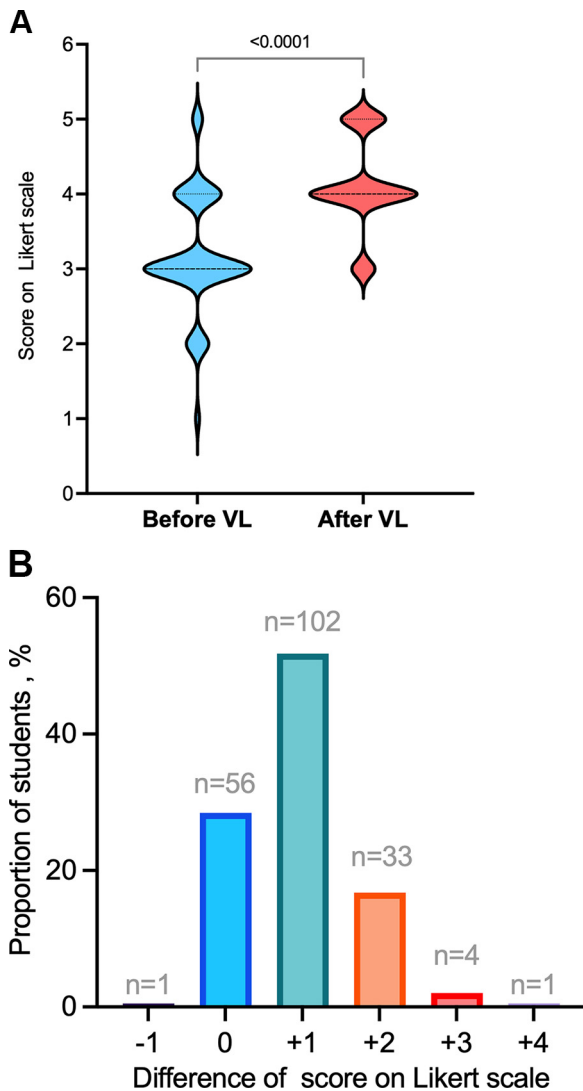 A
<0.0001
6
5
4
3
2
1
0
Score on Likert scale
Before VL After VL
B
60
40
20
0
Proportion of students , %
n=1
n=56
n=102
n=33
n=4
n=1
-1 0 +1 +2 +3 +4
Difference of score on Likert scale